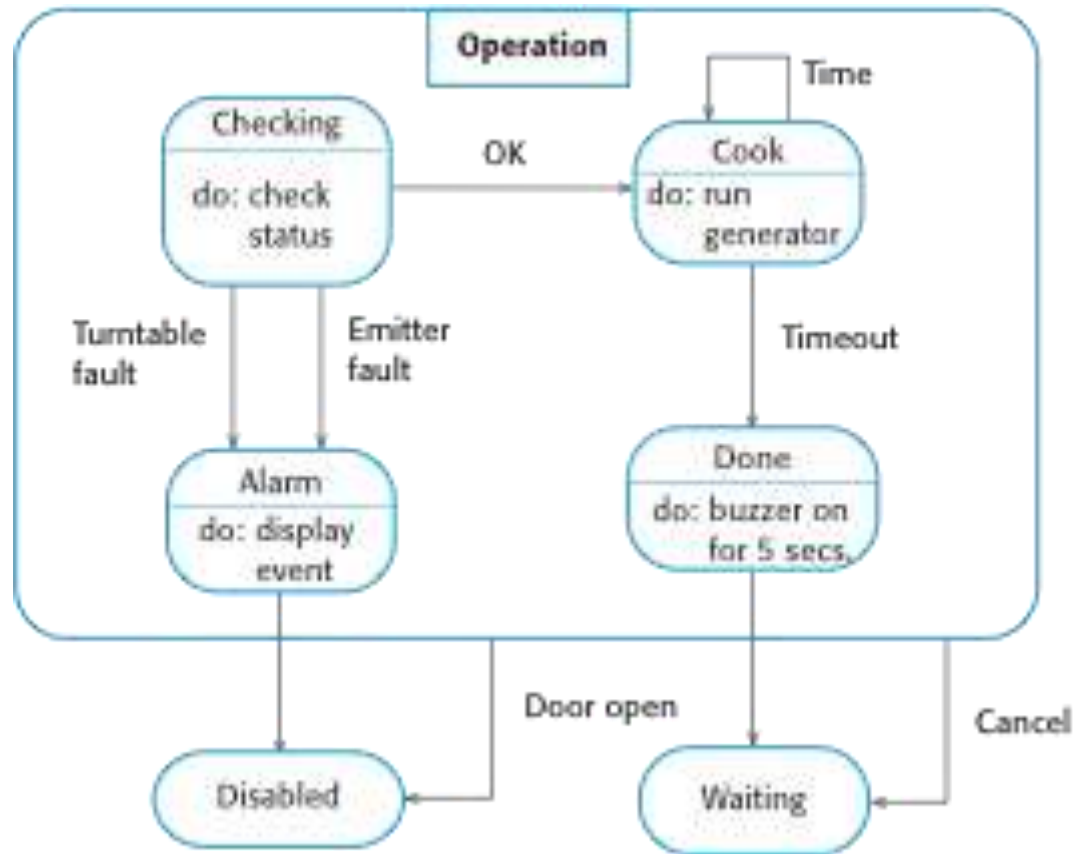 Operation
Time
Checking
do: check
status
OK
Cook
do: run
generator
Turntable
fault
Emitter
fault
Timeout
Alarm
do: display
event
Done
do: buzzer on
for 5 secs.
Door open
Cancel
Disabled
Waiting